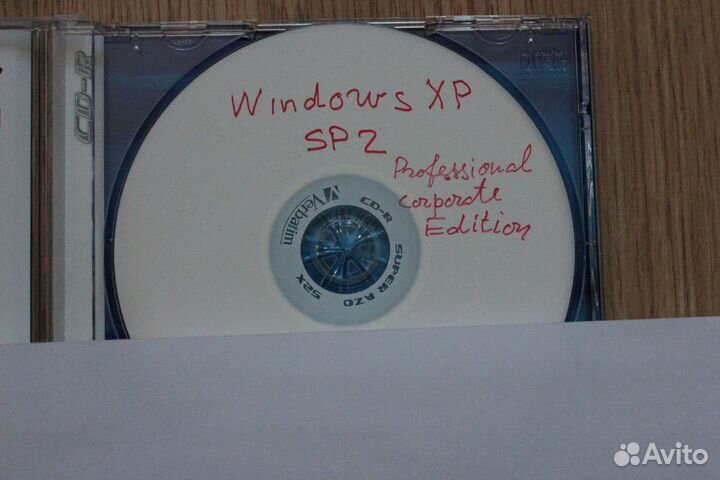 Windows XP
SP2
Professional
Corporate
Edition
Verbatim
CD-R
SUPER AZO
52X
CD-R
Avito